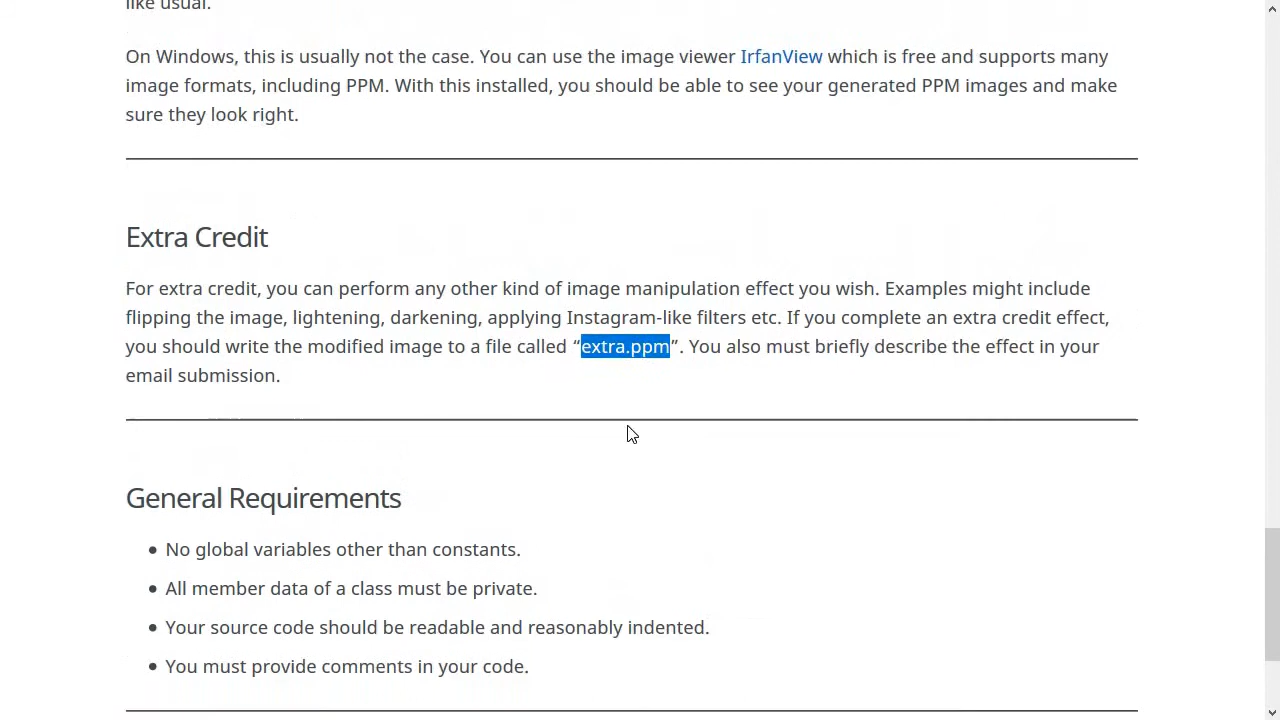 like usual.
On Windows, this is usually not the case. You can use the image viewer IrfanView which is free and supports many
image formats, including PPM. With this installed, you should be able to see your generated PPM images and make
sure they look right.
Extra Credit
For extra credit, you can perform any other kind of image manipulation effect you wish. Examples might include
flipping the image, lightening, darkening, applying Instagram-like filters etc. If you complete an extra credit effect,
you should write the modified image to a file called “extra.ppm”. You also must briefly describe the effect in your
email submission.
General Requirements
• No global variables other than constants.
• All member data of a class must be private.
• Your source code should be readable and reasonably indented.
• You must provide comments in your code.